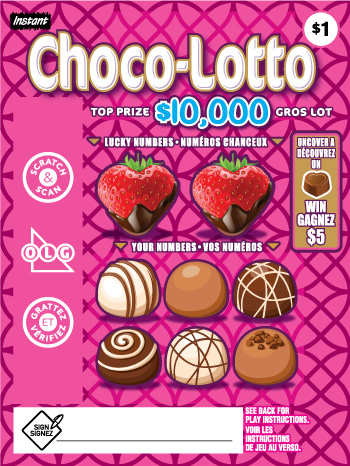 Instant
$1
Choco-Lotto
TOP PRIZE $10,000 GROS LOT
LUCKY NUMBERS • NUMÉROS CHANCEUX
UNCOVER A
DÉCOUVREZ
UN
WIN
GAGNEZ
$5
SCRATCH
&
SCAN
OLG
GRATTEZ
ET
VÉRIFIEZ
YOUR NUMBERS • VOS NUMÉROS
SIGN
SIGNEZ
SEE BACK FOR
PLAY INSTRUCTIONS.
VOIR LES
INSTRUCTIONS
DE JEU AU VERSO.